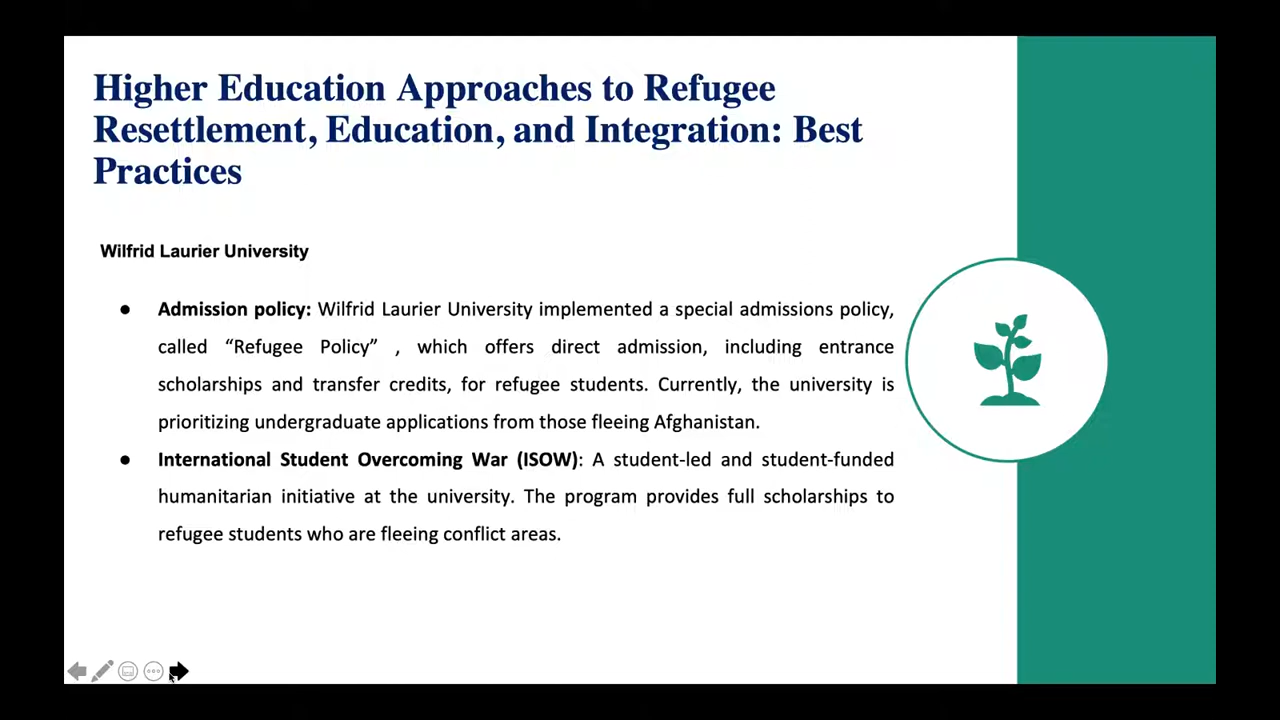 Higher Education Approaches to Refugee
Resettlement, Education, and Integration: Best
Practices
Wilfrid Laurier University
● Admission policy: Wilfrid Laurier University implemented a special admissions policy,
called “Refugee Policy” , which offers direct admission, including entrance
scholarships and transfer credits, for refugee students. Currently, the university is
prioritizing undergraduate applications from those fleeing Afghanistan.
● International Student Overcoming War (ISOW): A student-led and student-funded
humanitarian initiative at the university. The program provides full scholarships to
refugee students who are fleeing conflict areas.